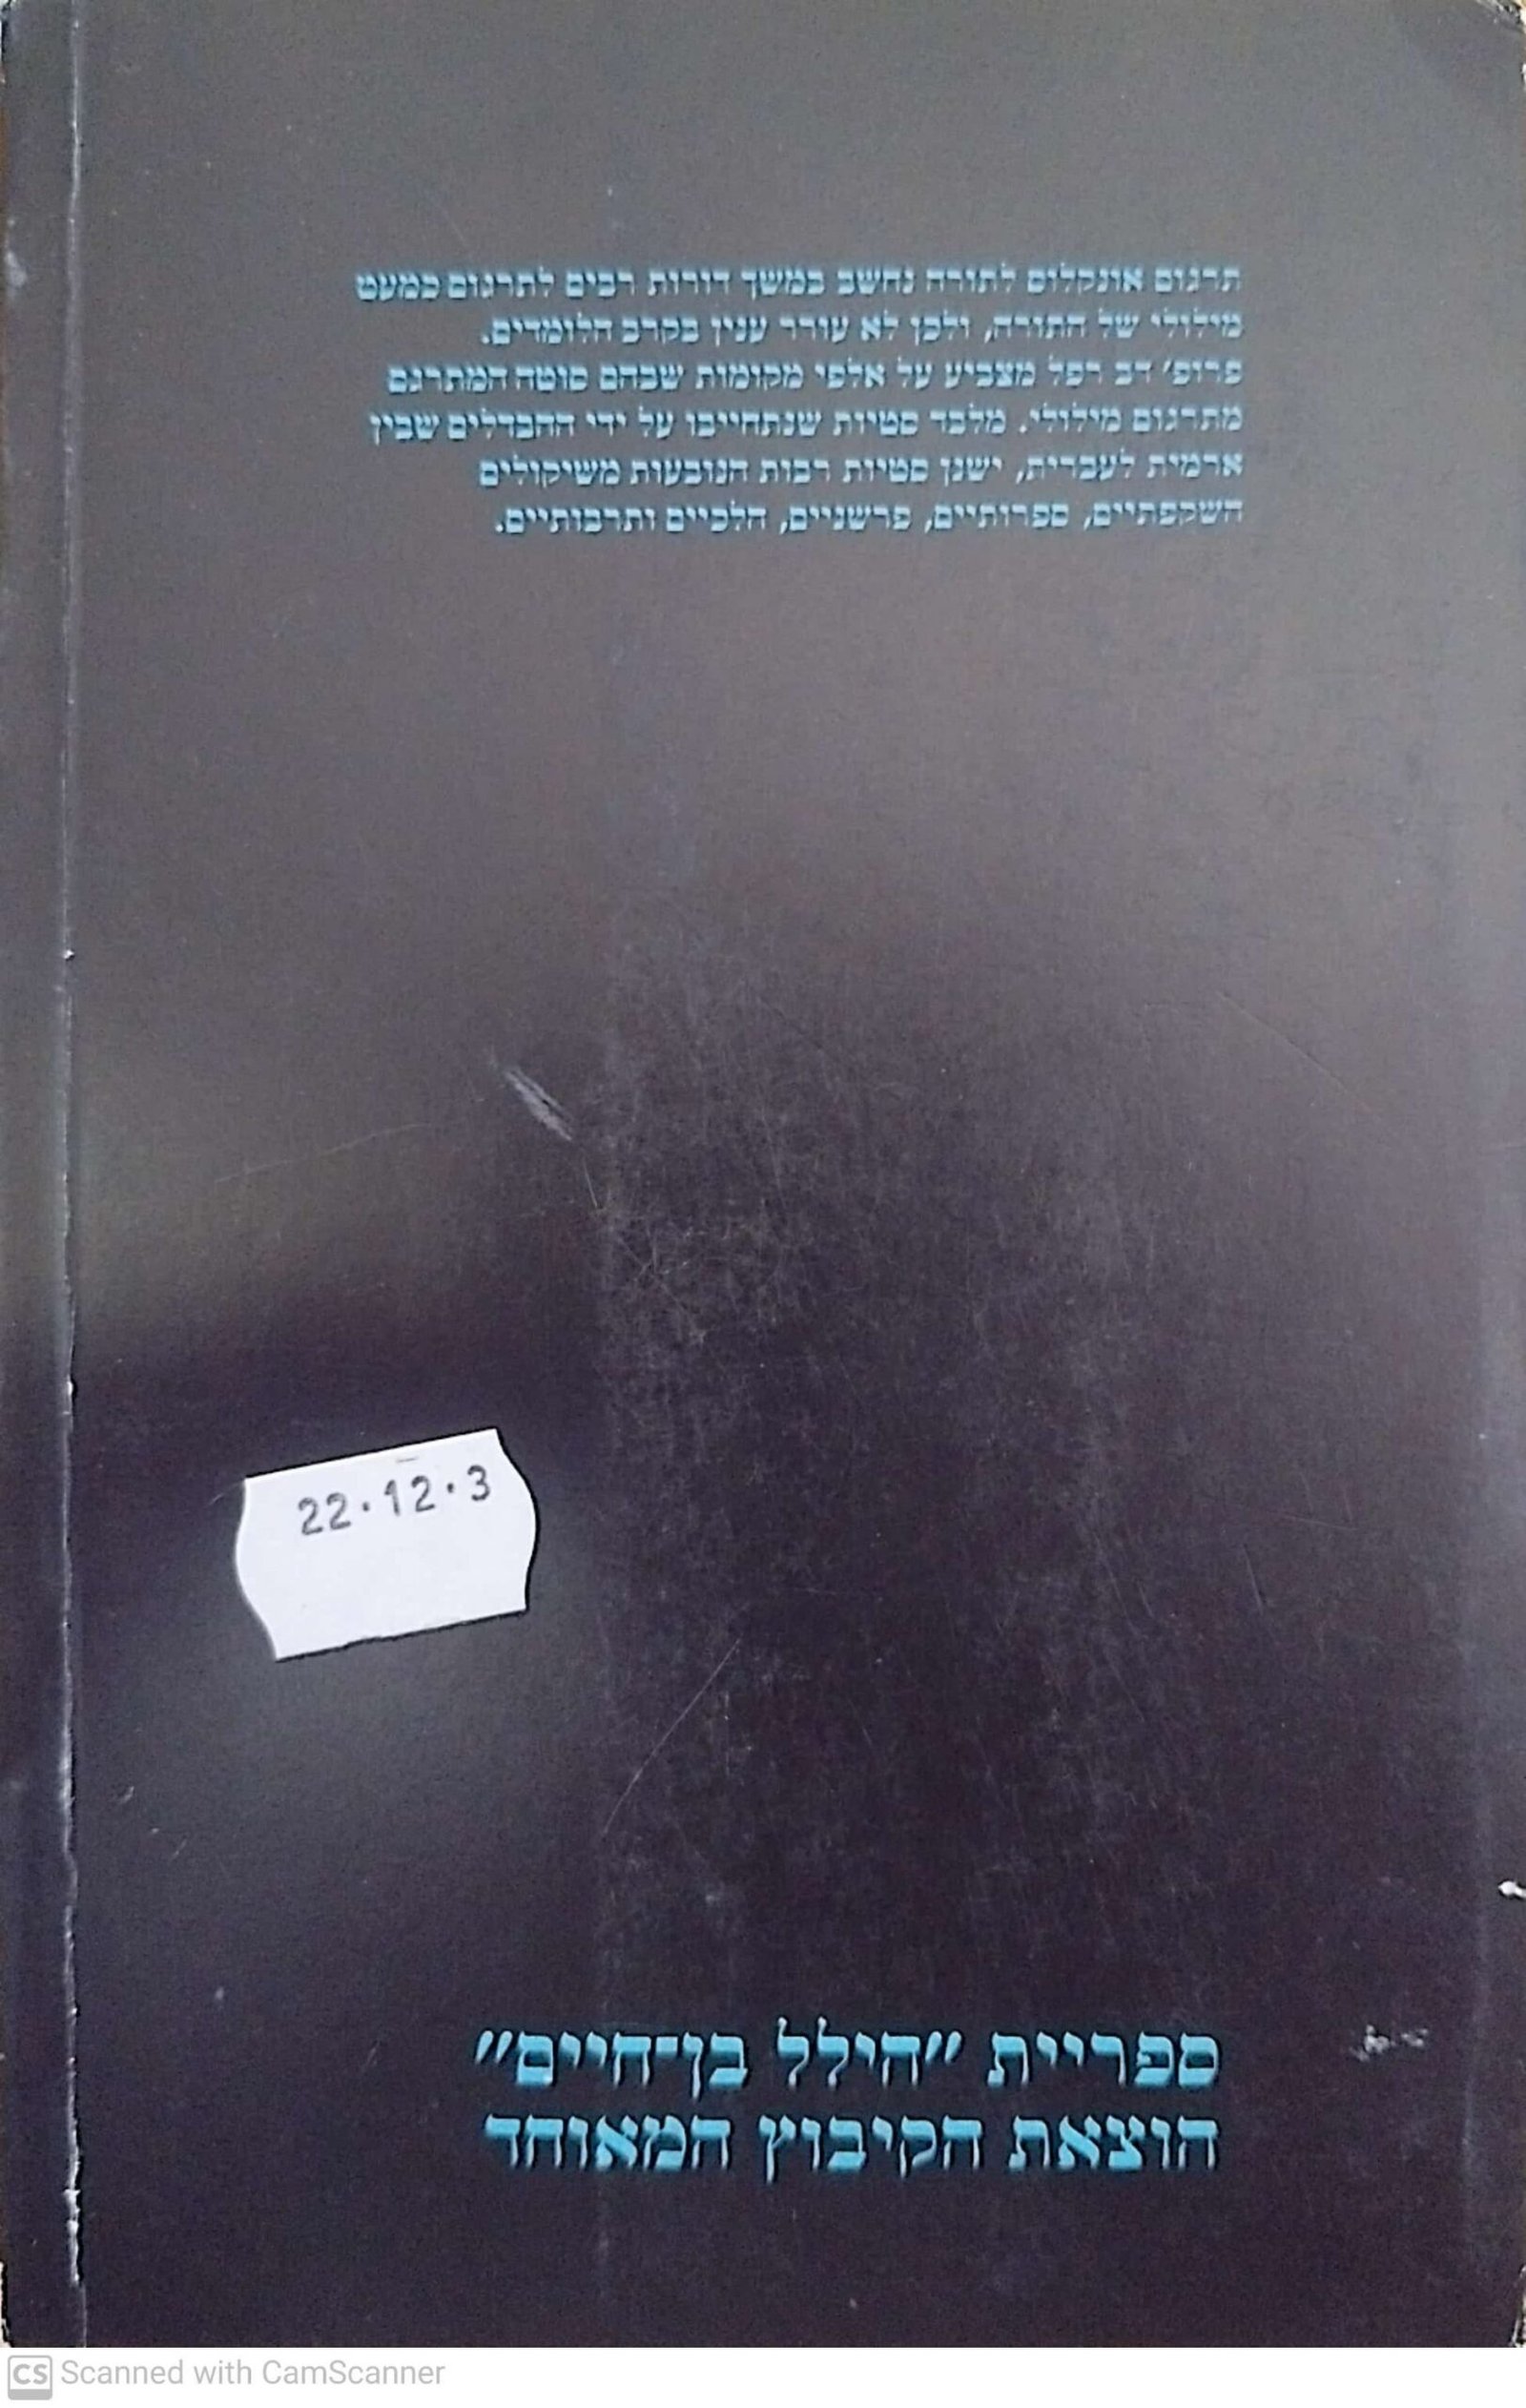 תרגום אונקלוס לתורה נחשב במשך דורות רבים לתרגום כמעט
מילולי של התורה, ולכן לא עורר ענין בקרב הלומדים.
פרופ' דב רפל מצביע על אלפי מקומות שבהם סוטה המתרגם
מתרגום מילולי. מלבד סטיות שנתחייבו על ידי ההבדלים שבין
ארמית לעברית, ישנן סטיות רבות הנובעות משיקולים
השקפתיים, ספרותיים, פרשניים, הלכיים ותרבותיים.
22.12.3
ספריית "הילל בן־חיים"
הוצאת הקיבוץ המאוחד
CS Scanned with CamScanner